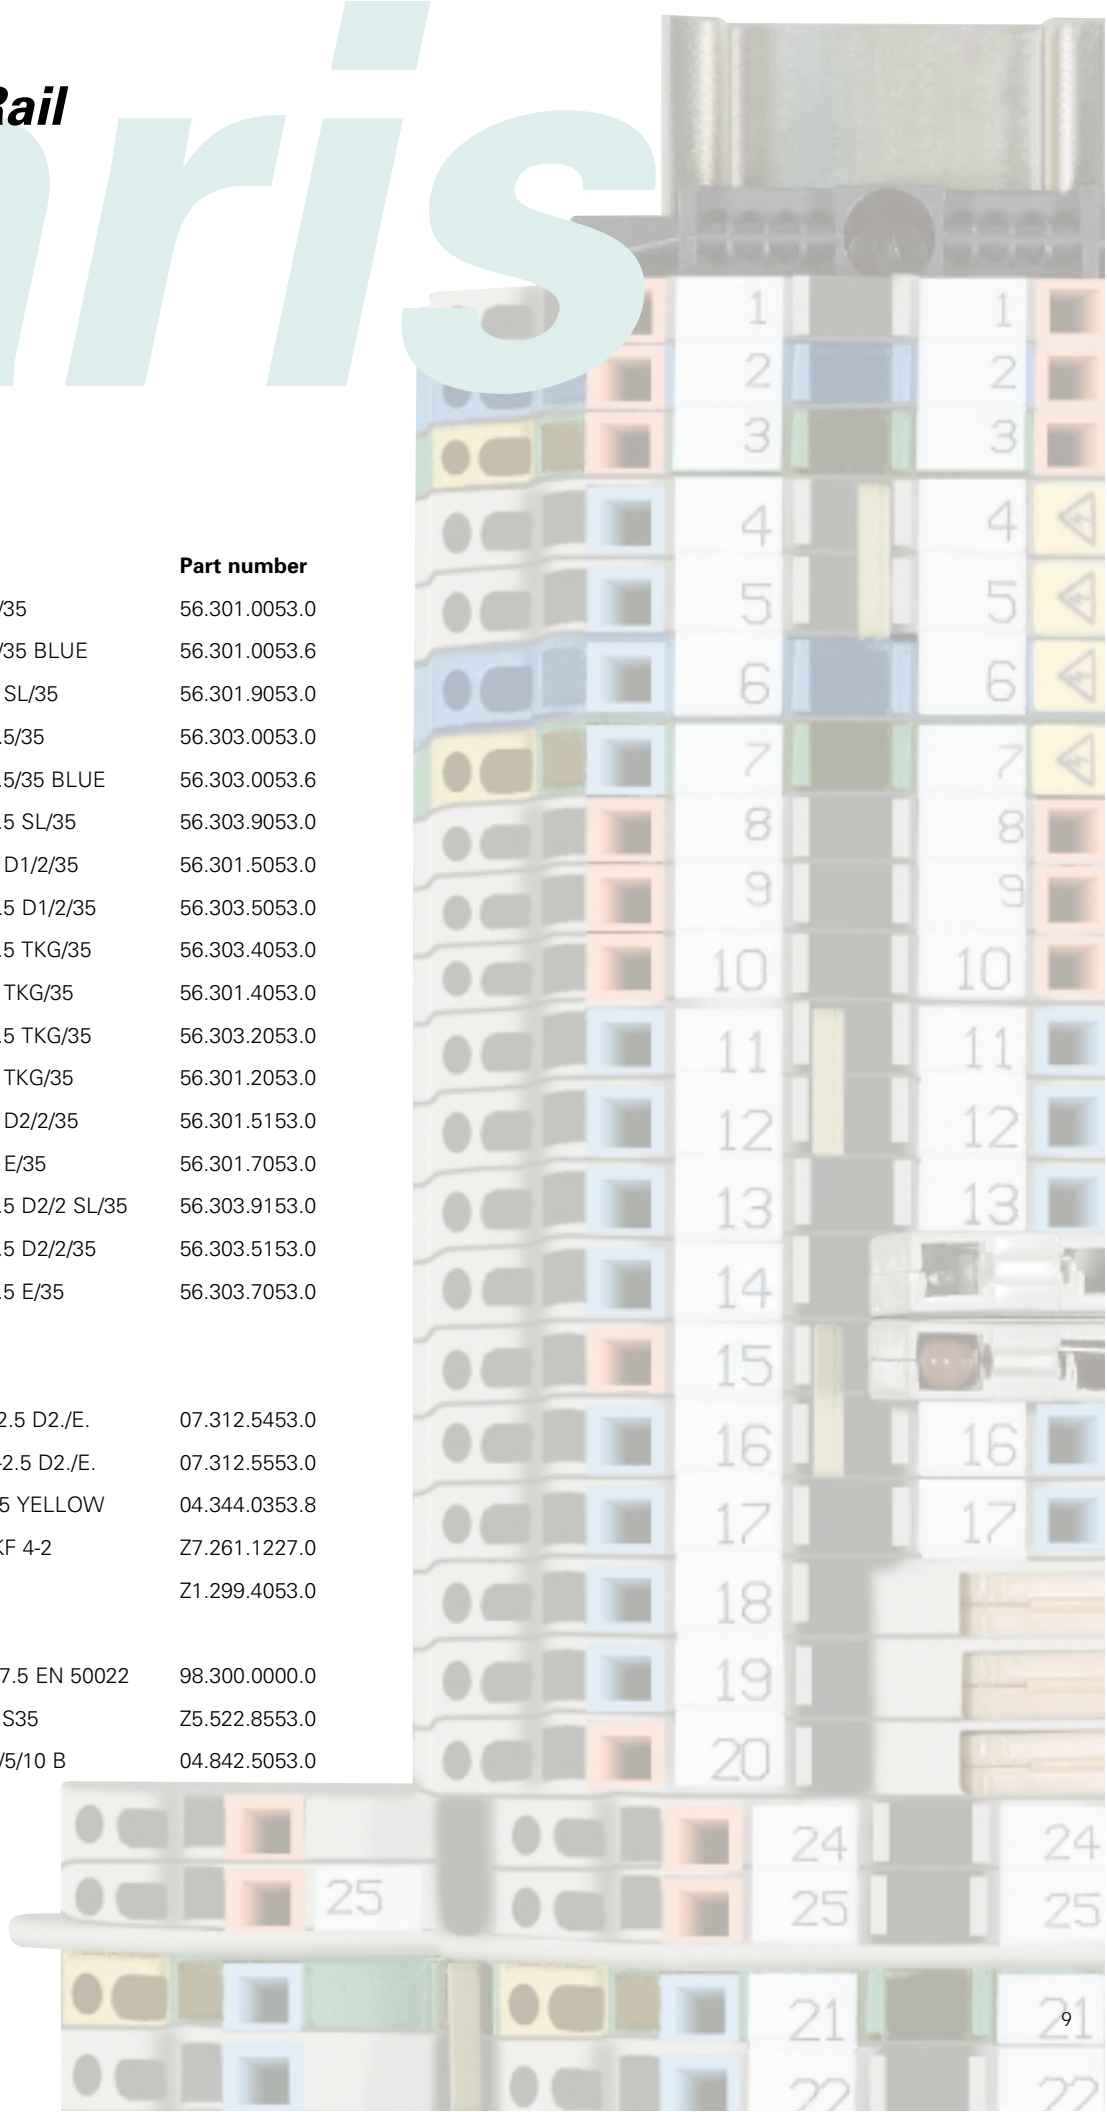 Rail
aris
Part number
/35 56.301.0053.0
/35 BLUE 56.301.0053.6
SL/35 56.301.9053.0
.5/35 56.303.0053.0
.5/35 BLUE 56.303.0053.6
.5 SL/35 56.303.9053.0
D1/2/35 56.301.5053.0
.5 D1/2/35 56.303.5053.0
.5 TKG/35 56.303.4053.0
TKG/35 56.301.4053.0
.5 TKG/35 56.303.2053.0
TKG/35 56.301.2053.0
D2/2/35 56.301.5153.0
E/35 56.301.7053.0
.5 D2/2 SL/35 56.303.9153.0
.5 D2/2/35 56.303.5153.0
.5 E/35 56.303.7053.0
2.5 D2./E. 07.312.5453.0
-2.5 D2./E. 07.312.5553.0
5 YELLOW 04.344.0353.8
KF 4-2 Z7.261.1227.0
Z1.299.4053.0
7.5 EN 50022 98.300.0000.0
S35 Z5.522.8553.0
/5/10 B 04.842.5053.0
1 1
2 2
3 3
4 4
5 5
6 6
7 7
8 8
9 9
10 10
11 11
12 12
13 13
14
15
16 16
17 17
18
19
20
24 24
25 25 25
21 21
22 22
9